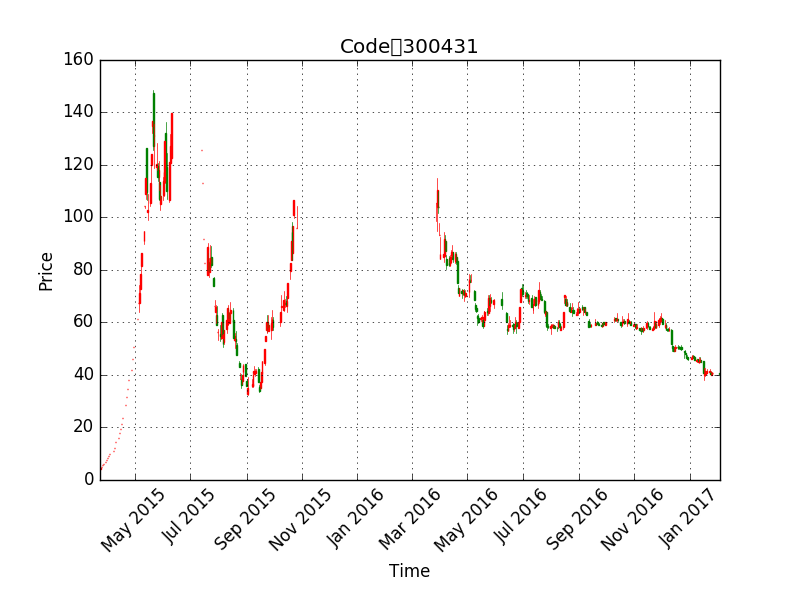 Code▯300431
160
140
120
100
80
60
40
20
0
Price
May 2015
Jul 2015
Sep 2015
Nov 2015
Jan 2016
Mar 2016
May 2016
Jul 2016
Sep 2016
Nov 2016
Jan 2017
Time